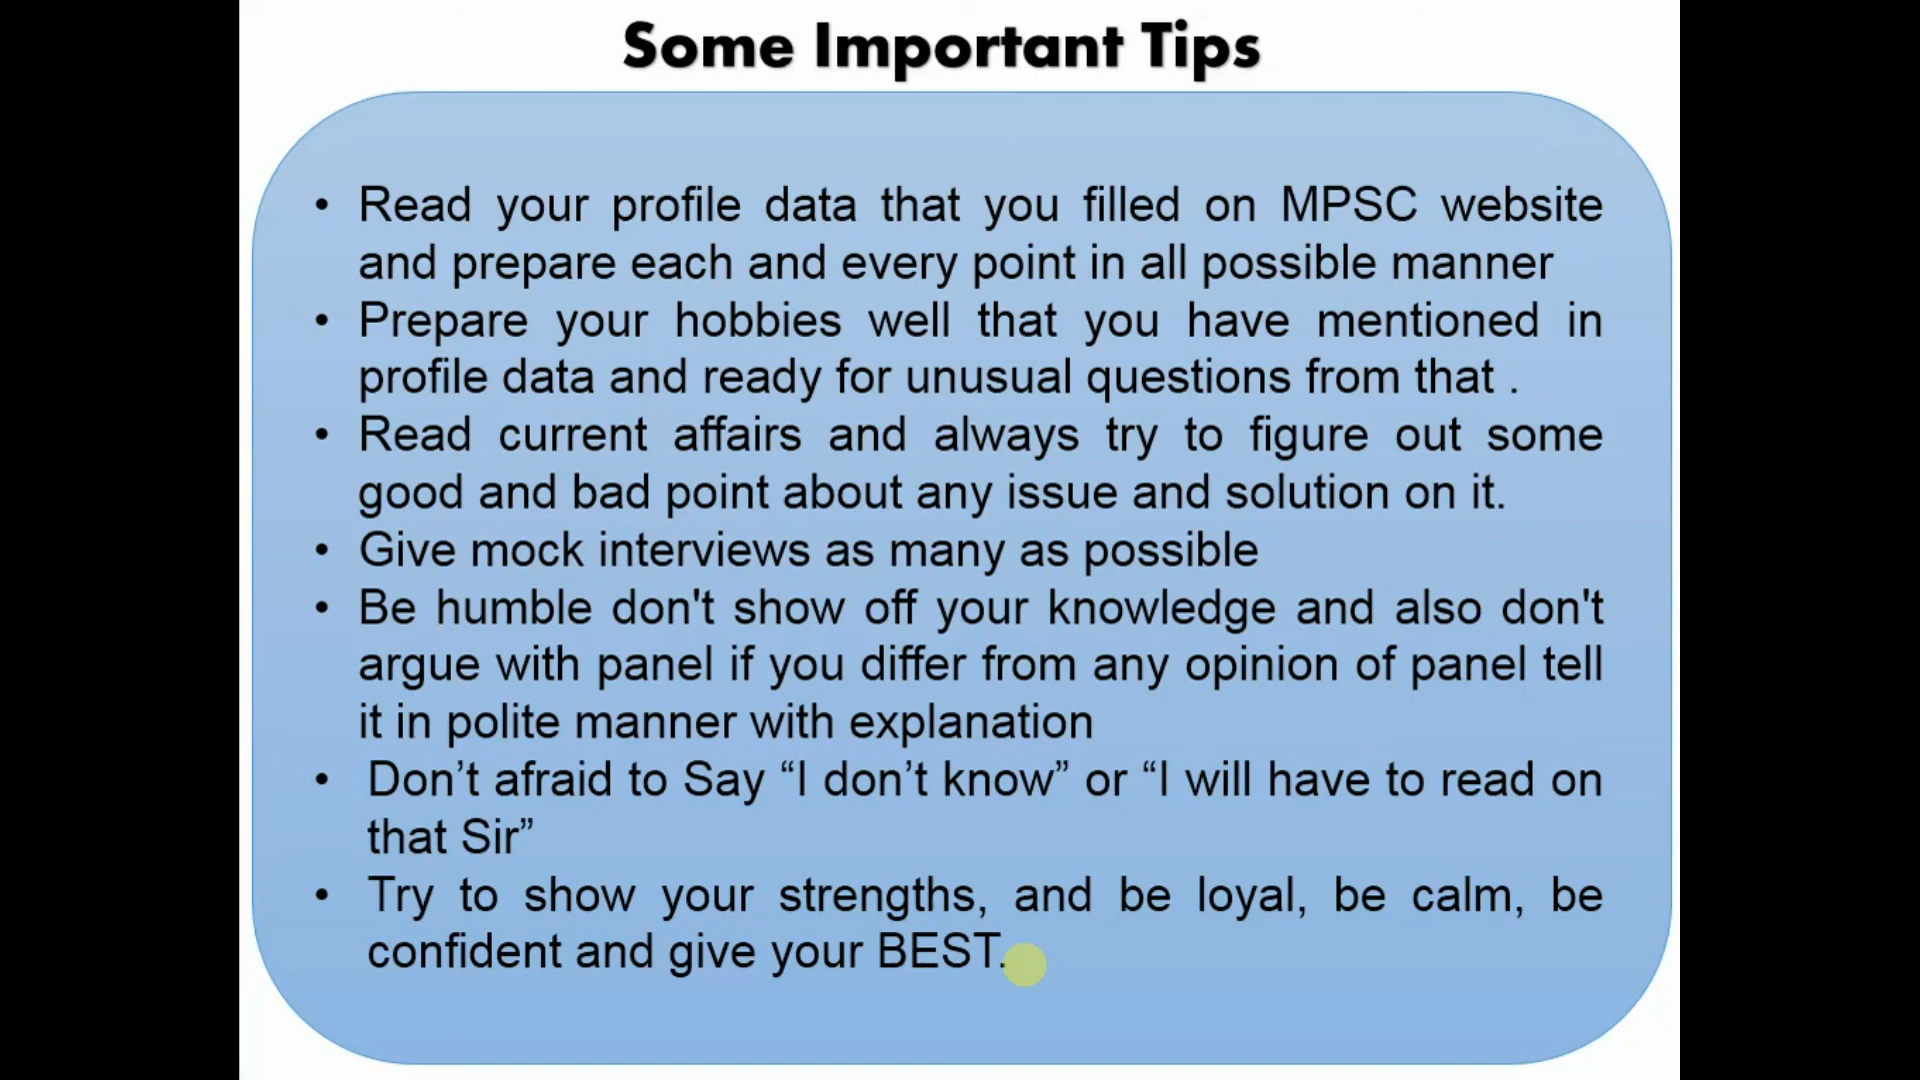 Some Important Tips
• Read your profile data that you filled on MPSC website
and prepare each and every point in all possible manner
• Prepare your hobbies well that you have mentioned in
profile data and ready for unusual questions from that .
• Read current affairs and always try to figure out some
good and bad point about any issue and solution on it.
• Give mock interviews as many as possible
• Be humble don't show off your knowledge and also don't
argue with panel if you differ from any opinion of panel tell
it in polite manner with explanation
• Don’t afraid to Say “I don’t know” or “I will have to read on
that Sir”
• Try to show your strengths, and be loyal, be calm, be
confident and give your BEST.